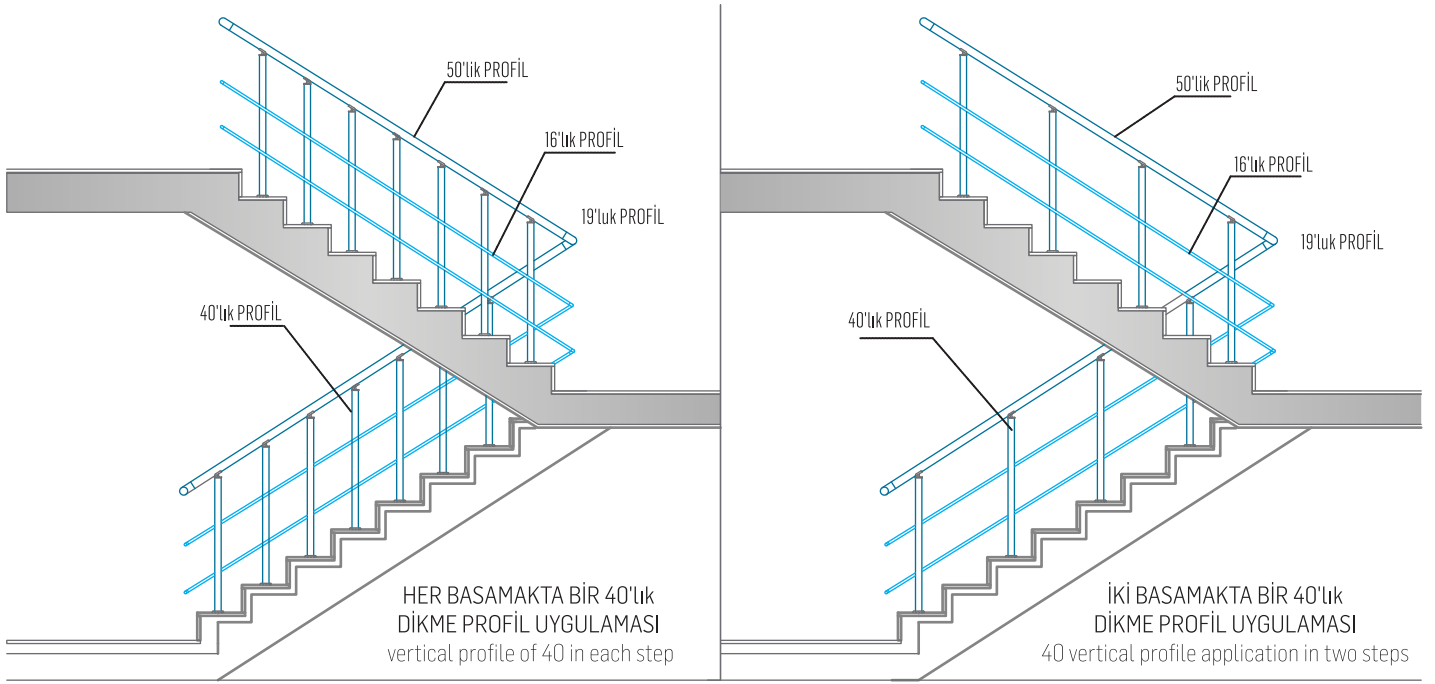 50'lik PROFİL
16'lık PROFİL
19'luk PROFİL
40'lık PROFİL
HER BASAMAKTA BİR 40'lık
DİKME PROFİL UYGULAMASI
vertical profile of 40 in each step
50'lik PROFİL
16'lık PROFİL
19'luk PROFİL
40'lık PROFİL
İKİ BASAMAKTA BİR 40'lık
DİKME PROFİL UYGULAMASI
40 vertical profile application in two steps